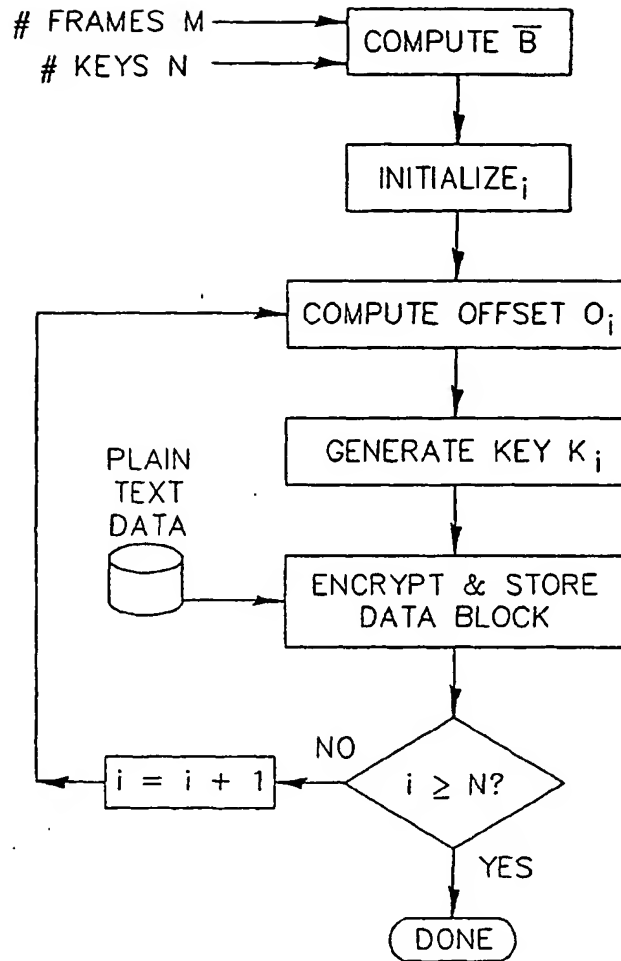 # FRAMES M
# KEYS N
COMPUTE B̅
INITIALIZEᵢ
COMPUTE OFFSET Oᵢ
GENERATE KEY Kᵢ
PLAIN
TEXT
DATA
ENCRYPT & STORE
DATA BLOCK
NO
i = i + 1
i ≥ N?
YES
DONE